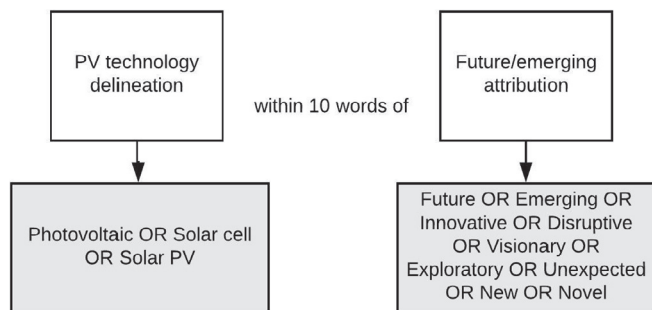 PV technology
delineation
within 10 words of
Future/emerging
attribution
Photovoltaic OR Solar cell
OR Solar PV
Future OR Emerging OR
Innovative OR Disruptive
OR Visionary OR
Exploratory OR Unexpected
OR New OR Novel